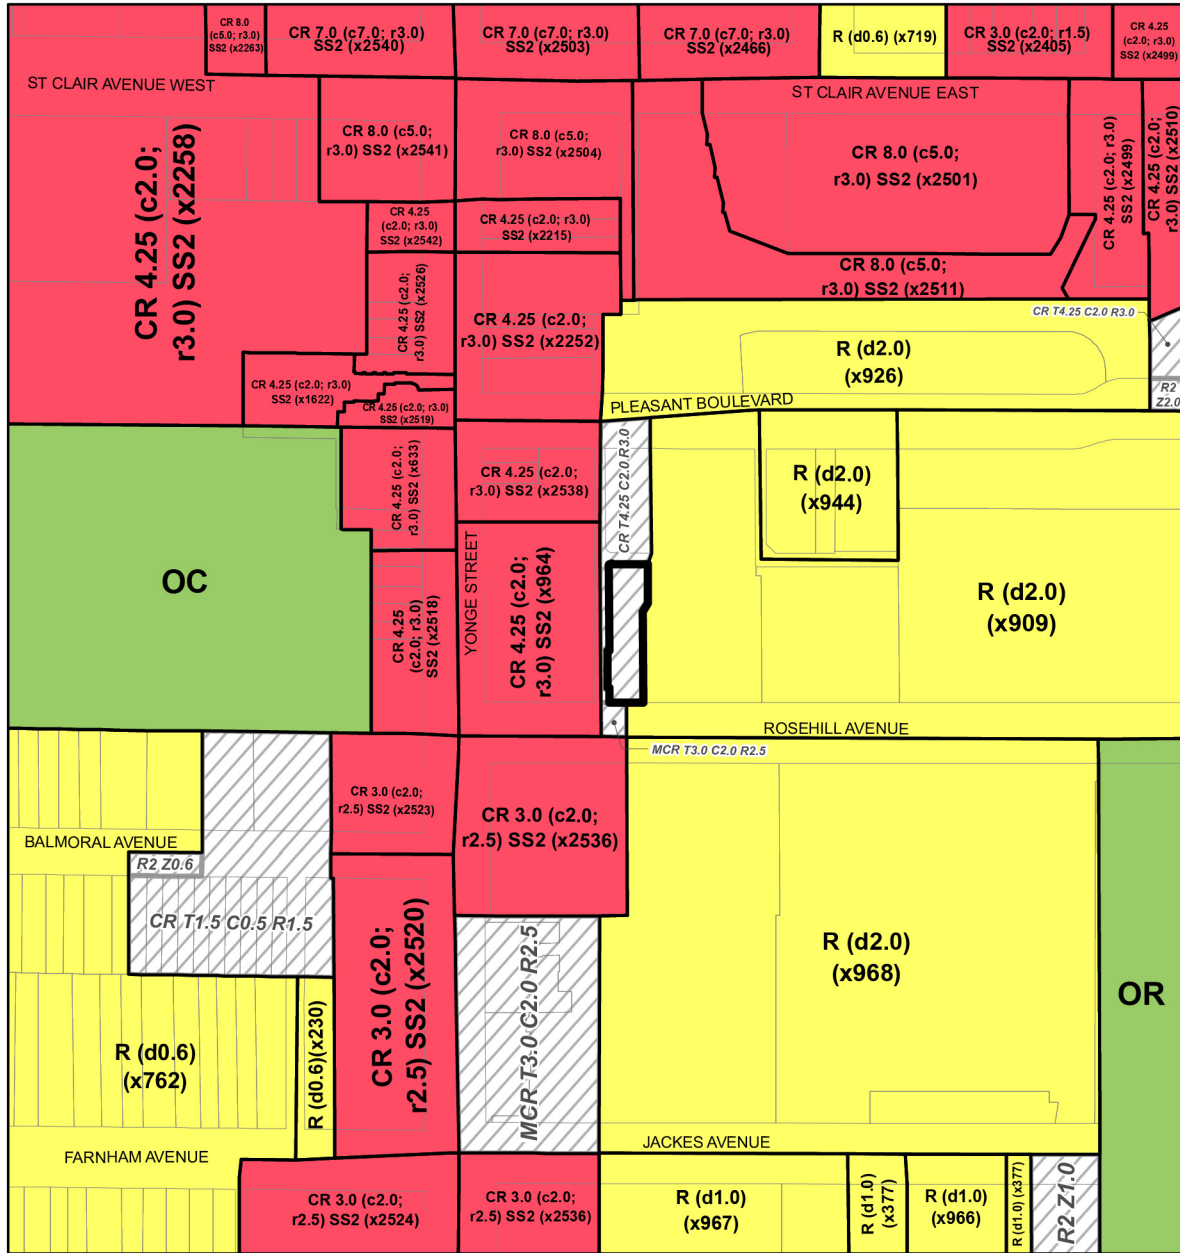 CR 8.0
(c5.0; r3.0)
SS2 (x2263)
CR 7.0 (c7.0; r3.0)
SS2 (x2540)
CR 7.0 (c7.0; r3.0)
SS2 (x2503)
CR 7.0 (c7.0; r3.0)
SS2 (x2466)
R (d0.6) (x719)
CR 3.0 (c2.0; r1.5)
SS2 (x2405)
CR 4.25
(c2.0; r3.0)
SS2 (x2499)
ST CLAIR AVENUE WEST
ST CLAIR AVENUE EAST
CR 4.25 (c2.0;
r3.0) SS2 (x2258)
CR 8.0 (c5.0;
r3.0) SS2 (x2541)
CR 8.0 (c5.0;
r3.0) SS2 (x2504)
CR 8.0 (c5.0;
r3.0) SS2 (x2501)
CR 4.25 (c2.0; r3.0)
SS2 (x2499)
CR 4.25 (c2.0;
r3.0) SS2 (x2510)
CR 4.25
(c2.0; r3.0)
SS2 (x2542)
CR 4.25 (c2.0; r3.0)
SS2 (x2215)
CR 8.0 (c5.0;
r3.0) SS2 (x2511)
CR 4.25 (c2.0;
r3.0) SS2 (x2526)
CR 4.25 (c2.0;
r3.0) SS2 (x2252)
CR T4.25 C2.0 R3.0
R (d2.0)
(x926)
CR 4.25 (c2.0; r3.0)
SS2 (x1622)
CR 4.25 (c2.0; r3.0)
SS2 (x2519)
R2
Z2.0
PLEASANT BOULEVARD
CR 4.25 (c2.0;
r3.0) SS2 (x633)
CR 4.25 (c2.0;
r3.0) SS2 (x2538)
CR T4.25 C2.0 R3.0
R (d2.0)
(x944)
OC
CR 4.25
(c2.0; r3.0)
SS2 (x2518)
YONGE STREET
CR 4.25 (c2.0;
r3.0) SS2 (x964)
R (d2.0)
(x909)
ROSEHILL AVENUE
MCR T3.0 C2.0 R2.5
CR 3.0 (c2.0;
r2.5) SS2 (x2523)
CR 3.0 (c2.0;
r2.5) SS2 (x2536)
BALMORAL AVENUE
R2 Z0.6
CR T1.5 C0.5 R1.5
CR 3.0 (c2.0;
r2.5) SS2 (x2520)
MCR T3.0 C2.0 R2.5
R (d2.0)
(x968)
OR
R (d0.6)
(x762)
R (d0.6)(x230)
JACKES AVENUE
FARNHAM AVENUE
CR 3.0 (c2.0;
r2.5) SS2 (x2524)
CR 3.0 (c2.0;
r2.5) SS2 (x2536)
R (d1.0)
(x967)
R (d1.0)
(x377)
R (d1.0)
(x966)
R (d1.0) (x377)
R2 Z1.0